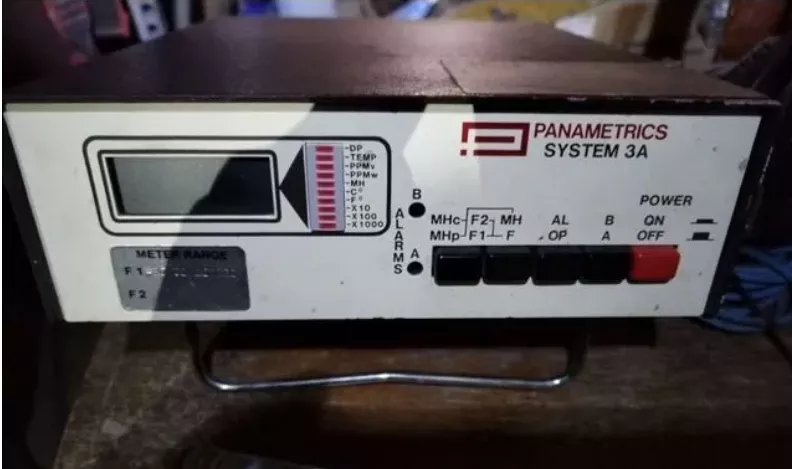 PANAMETRICS
SYSTEM 3A
-DP
-TEMP
-PPMv
-PPMw
-MH
-C°
-F°
-X10
-X100
-X1000
METER RANGE
F1
F2
ALARMS
B
A
MHc F2 MH AL B ON
MHp F1 F OP A OFF
POWER